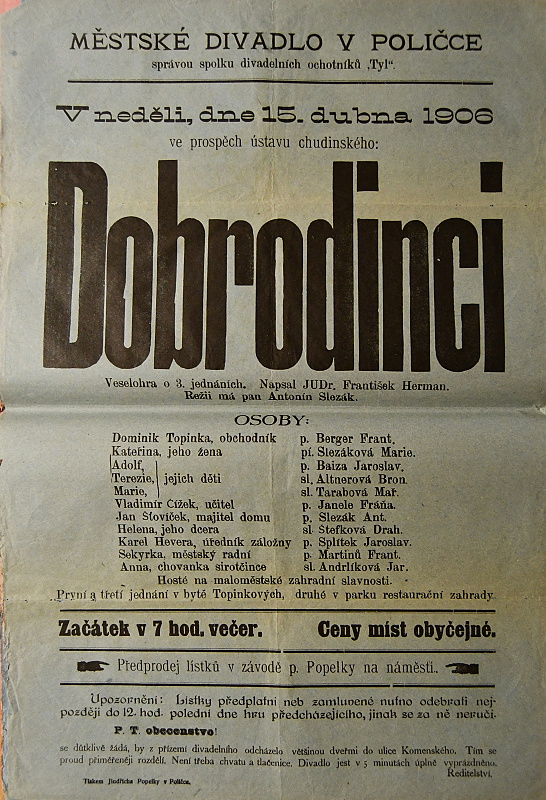 MĚSTSKÉ DIVADLO V POLIČCE
správou spolku divadelních ochotníků „Tyl“.
V neděli, dne 15. dubna 1906
ve prospěch ústavu chudinského:
Dobrodinci
Veselohra o 3. jednáních. Napsal JUDr. František Herman.
Režii má pan Antonín Slezák.
OSOBY:
Dominik Topinka, obchodník p. Berger Frant.
Kateřina, jeho žena pí. Slezáková Marie.
Adolf, p. Baiza Jaroslav.
Terezie, jejich děti sl. Altnerová Bron.
Marie, sl. Tarabová Mař.
Vladimír Čížek, učitel p. Janele Fráňa.
Jan Šťovíček, majitel domu p. Slezák Ant.
Helena, jeho dcera sl. Štefková Drah.
Karel Hevera, úředník záložny p. Splítek Jaroslav.
Sekyrka, městský radní p. Martinů Frant.
Anna, chovanka sirotčince sl. Andrlíková Jar.
Hosté na maloměstské zahradní slavnosti.
První a třetí jednání v bytě Topinkových, druhé v parku restaurační zahrady.
Začátek v 7 hod. večer. Ceny míst obyčejné.
Předprodej lístků v závodě p. Popelky na náměstí.
Upozornění: Lístky předplatní neb zamluvené nutno odebrati nej-
později do 12. hod. polední dne hru předcházejícího, jinak se za ně neručí.
P. T. obecenstvo!
se důtklivě žádá, by z přízemí divadelního odcházelo většinou dveřmi do ulice Komenského. Tím se
proud přiměřeněji rozdělí. Není třeba chvatu a tlačenice. Divadlo jest v 5 minutách úplně vyprázdněno.
Ředitelství.
Tiskem Jindřicha Popelky v Poličce.